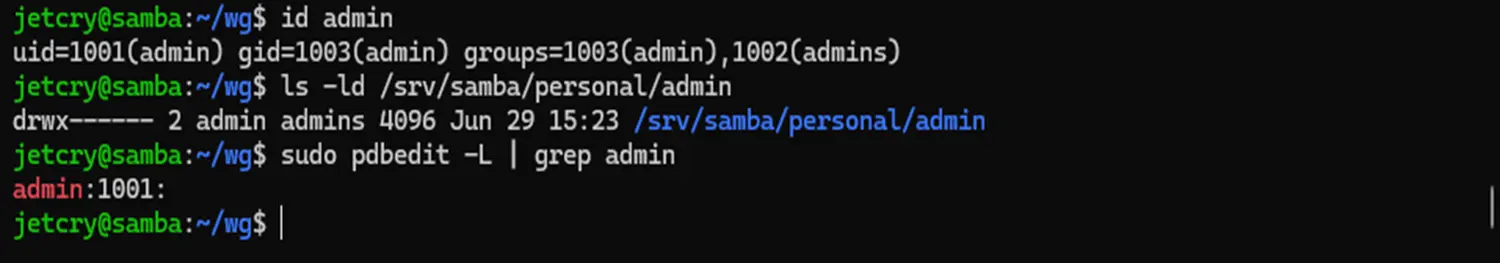 jetcry@samba:~/wg$ id admin
uid=1001(admin) gid=1003(admin) groups=1003(admin),1002(admins)
jetcry@samba:~/wg$ ls -ld /srv/samba/personal/admin
drwx------ 2 admin admins 4096 Jun 29 15:23 /srv/samba/personal/admin
jetcry@samba:~/wg$ sudo pdbedit -L | grep admin
admin:1001:
jetcry@samba:~/wg$